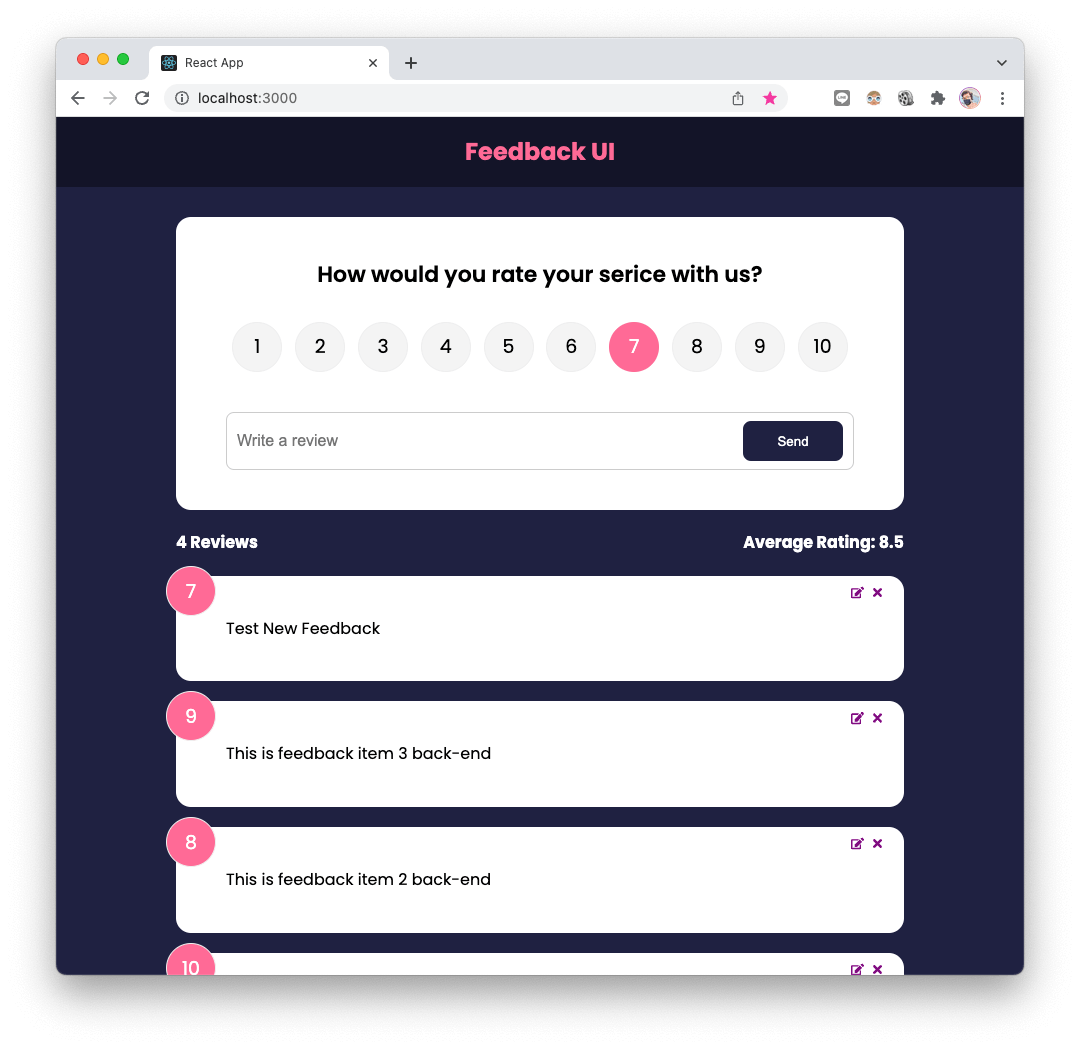 React App
localhost:3000
Feedback UI
How would you rate your serice with us?
1 2 3 4 5 6 7 8 9 10
Write a review Send
4 Reviews Average Rating: 8.5
7
Test New Feedback
9
This is feedback item 3 back-end
8
This is feedback item 2 back-end
10